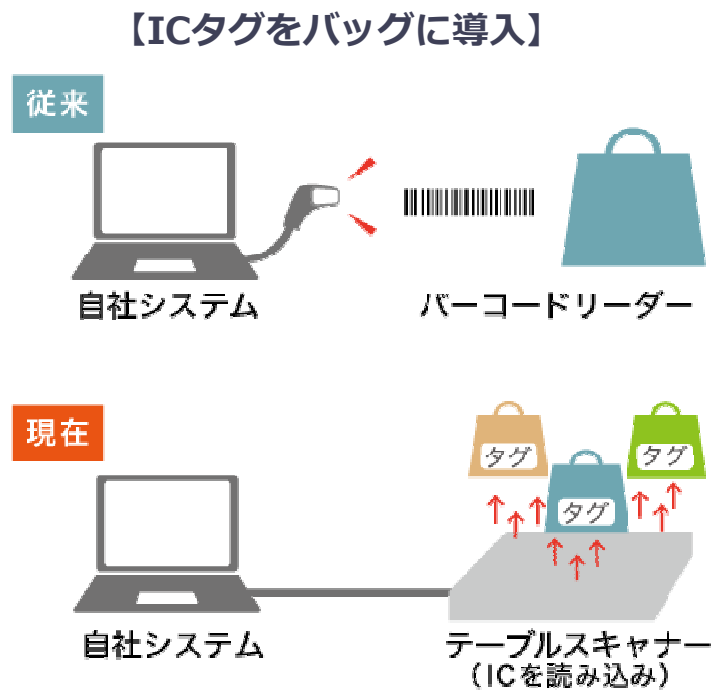 【ICタグをバッグに導入】
従来
自社システム
バーコードリーダー
現在
タグ
タグ
タグ
自社システム
テーブルスキャナー
（ICを読み込み）